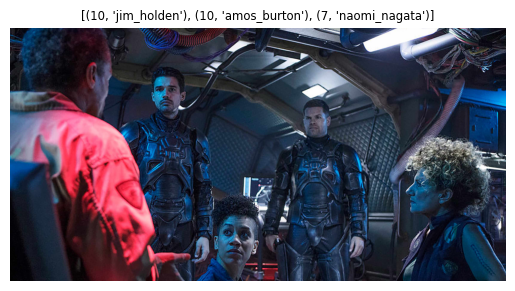 [(10, 'jim_holden'), (10, 'amos_burton'), (7, 'naomi_nagata')]